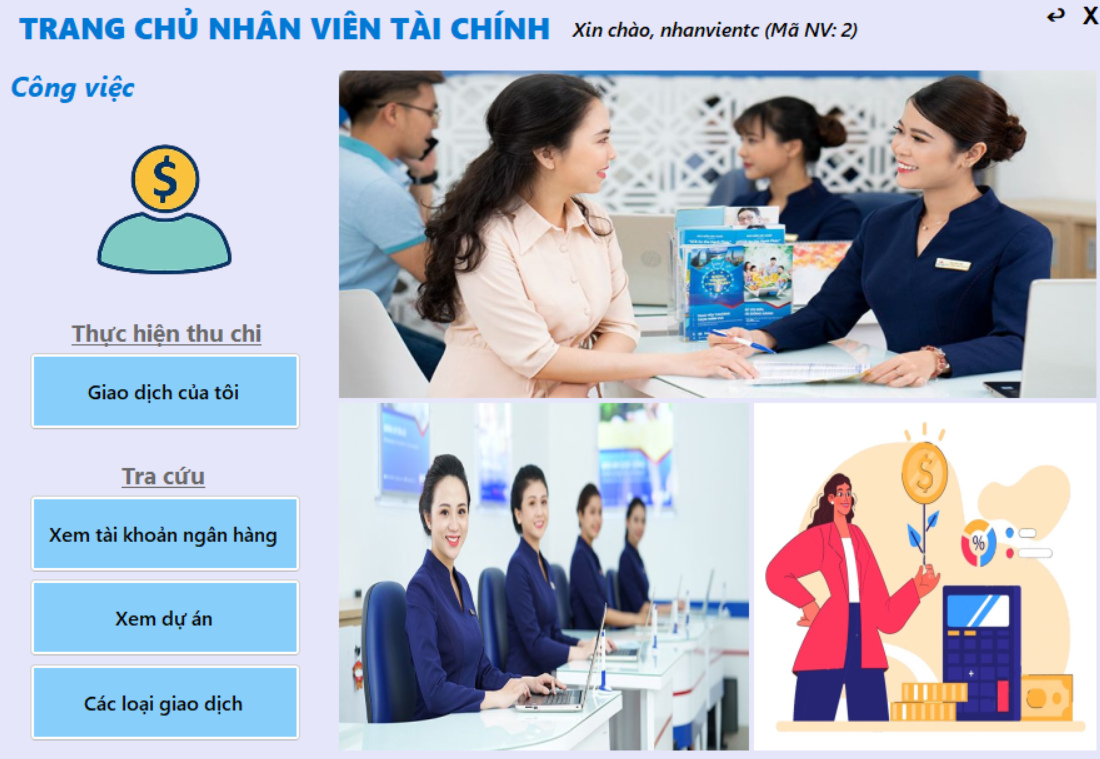 TRANG CHỦ NHÂN VIÊN TÀI CHÍNH
Xin chào, nhanvientc (Mã NV: 2)
X
Công việc
$
Thực hiện thu chi
Giao dịch của tôi
Tra cứu
Xem tài khoản ngân hàng
Xem dự án
Các loại giao dịch
$
%